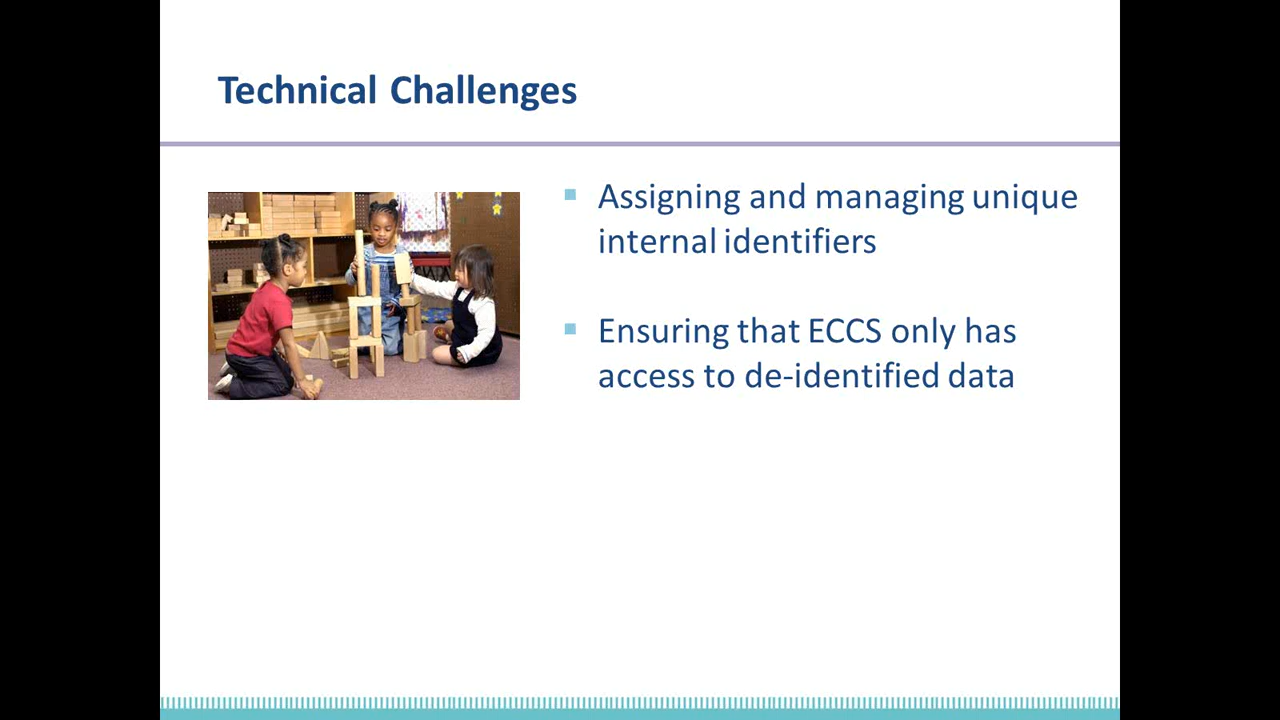 Technical Challenges
Assigning and managing unique
internal identifiers
Ensuring that ECCS only has
access to de-identified data